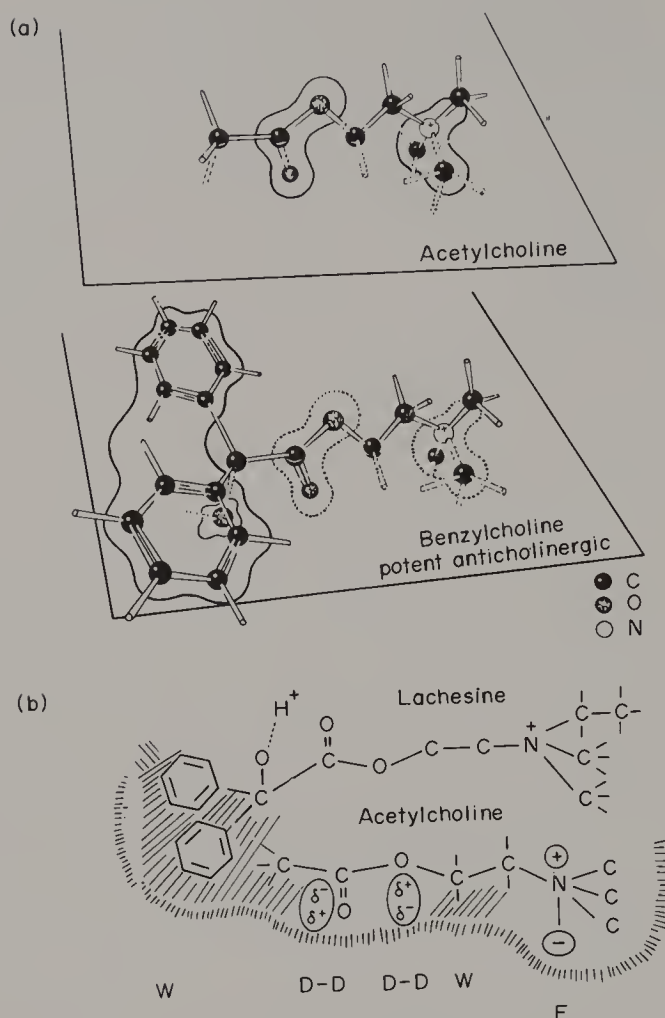 (a)
+
Acetylcholine
+
Benzylcholine
potent anticholinergic
C
O
N
(b)
H+
Lachesine
O
C
O
C
O
C
C
N+
C
C
C
C
Acetylcholine
C
C
O
O
N
C
C
C
+
−
δ−
δ+
δ+
δ−
W D-D D-D W